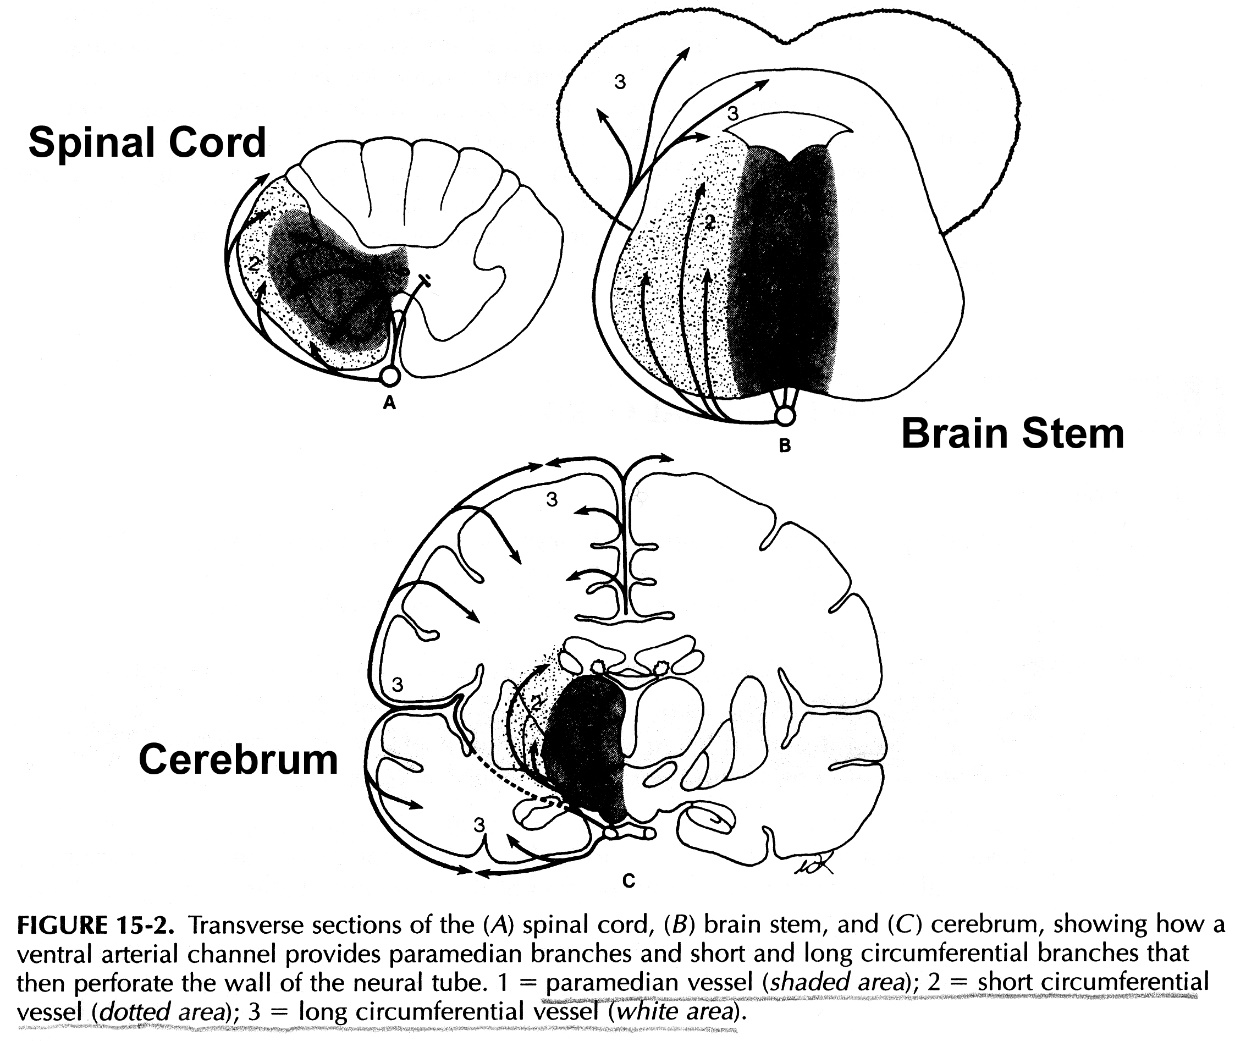 Spinal Cord
3
3
2
2
A
B
Brain Stem
3
3
2
Cerebrum
3
C
FIGURE 15-2. Transverse sections of the (A) spinal cord, (B) brain stem, and (C) cerebrum, showing how a
ventral arterial channel provides paramedian branches and short and long circumferential branches that
then perforate the wall of the neural tube. 1 = paramedian vessel (shaded area); 2 = short circumferential
vessel (dotted area); 3 = long circumferential vessel (white area).